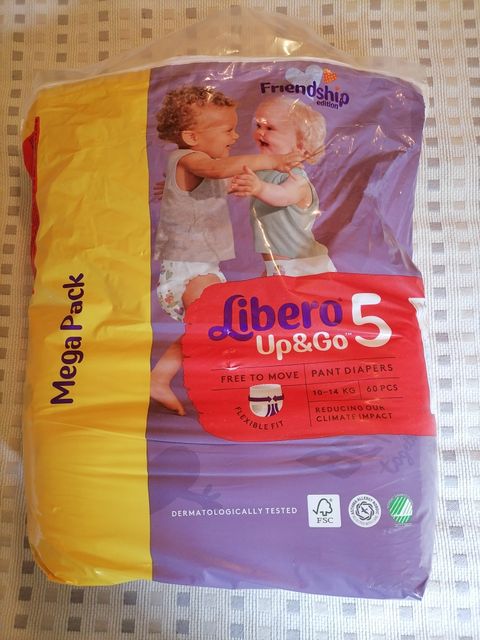 Friendship
edition
Mega Pack
Libero
Up&Go™ 5
FREE TO MOVE
PANT DIAPERS
10-14 KG
60 PCS
FLEXIBLE FIT
REDUCING OUR
CLIMATE IMPACT
DERMATOLOGICALLY TESTED
FSC